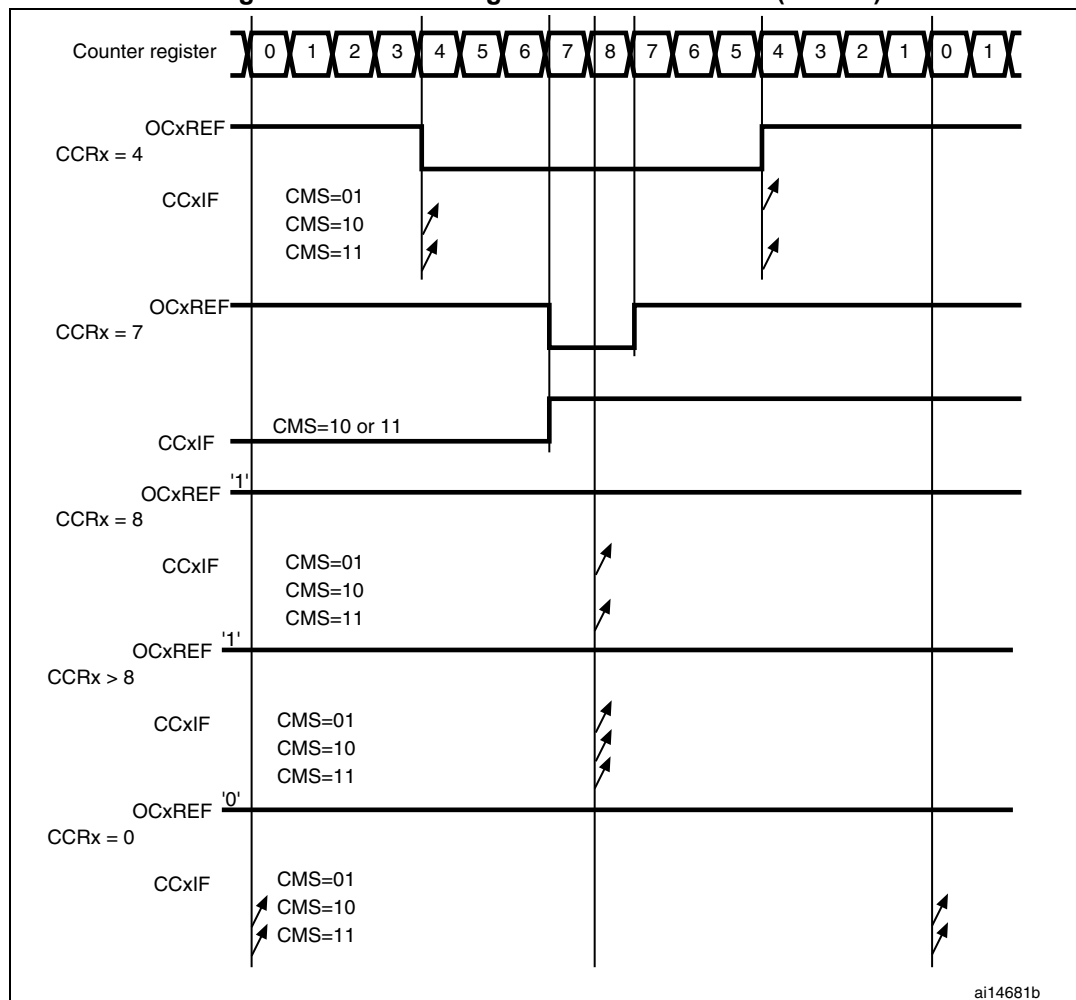 Counter register 0 1 2 3 4 5 6 7 8 7 6 5 4 3 2 1 0 1
OCxREF
CCRx = 4
CCxIF
CMS=01
CMS=10
CMS=11
OCxREF
CCRx = 7
CMS=10 or 11
CCxIF
'1'
OCxREF
CCRx = 8
CCxIF
CMS=01
CMS=10
CMS=11
'1'
OCxREF
CCRx > 8
CCxIF
CMS=01
CMS=10
CMS=11
'0'
OCxREF
CCRx = 0
CCxIF
CMS=01
CMS=10
CMS=11
ai14681b